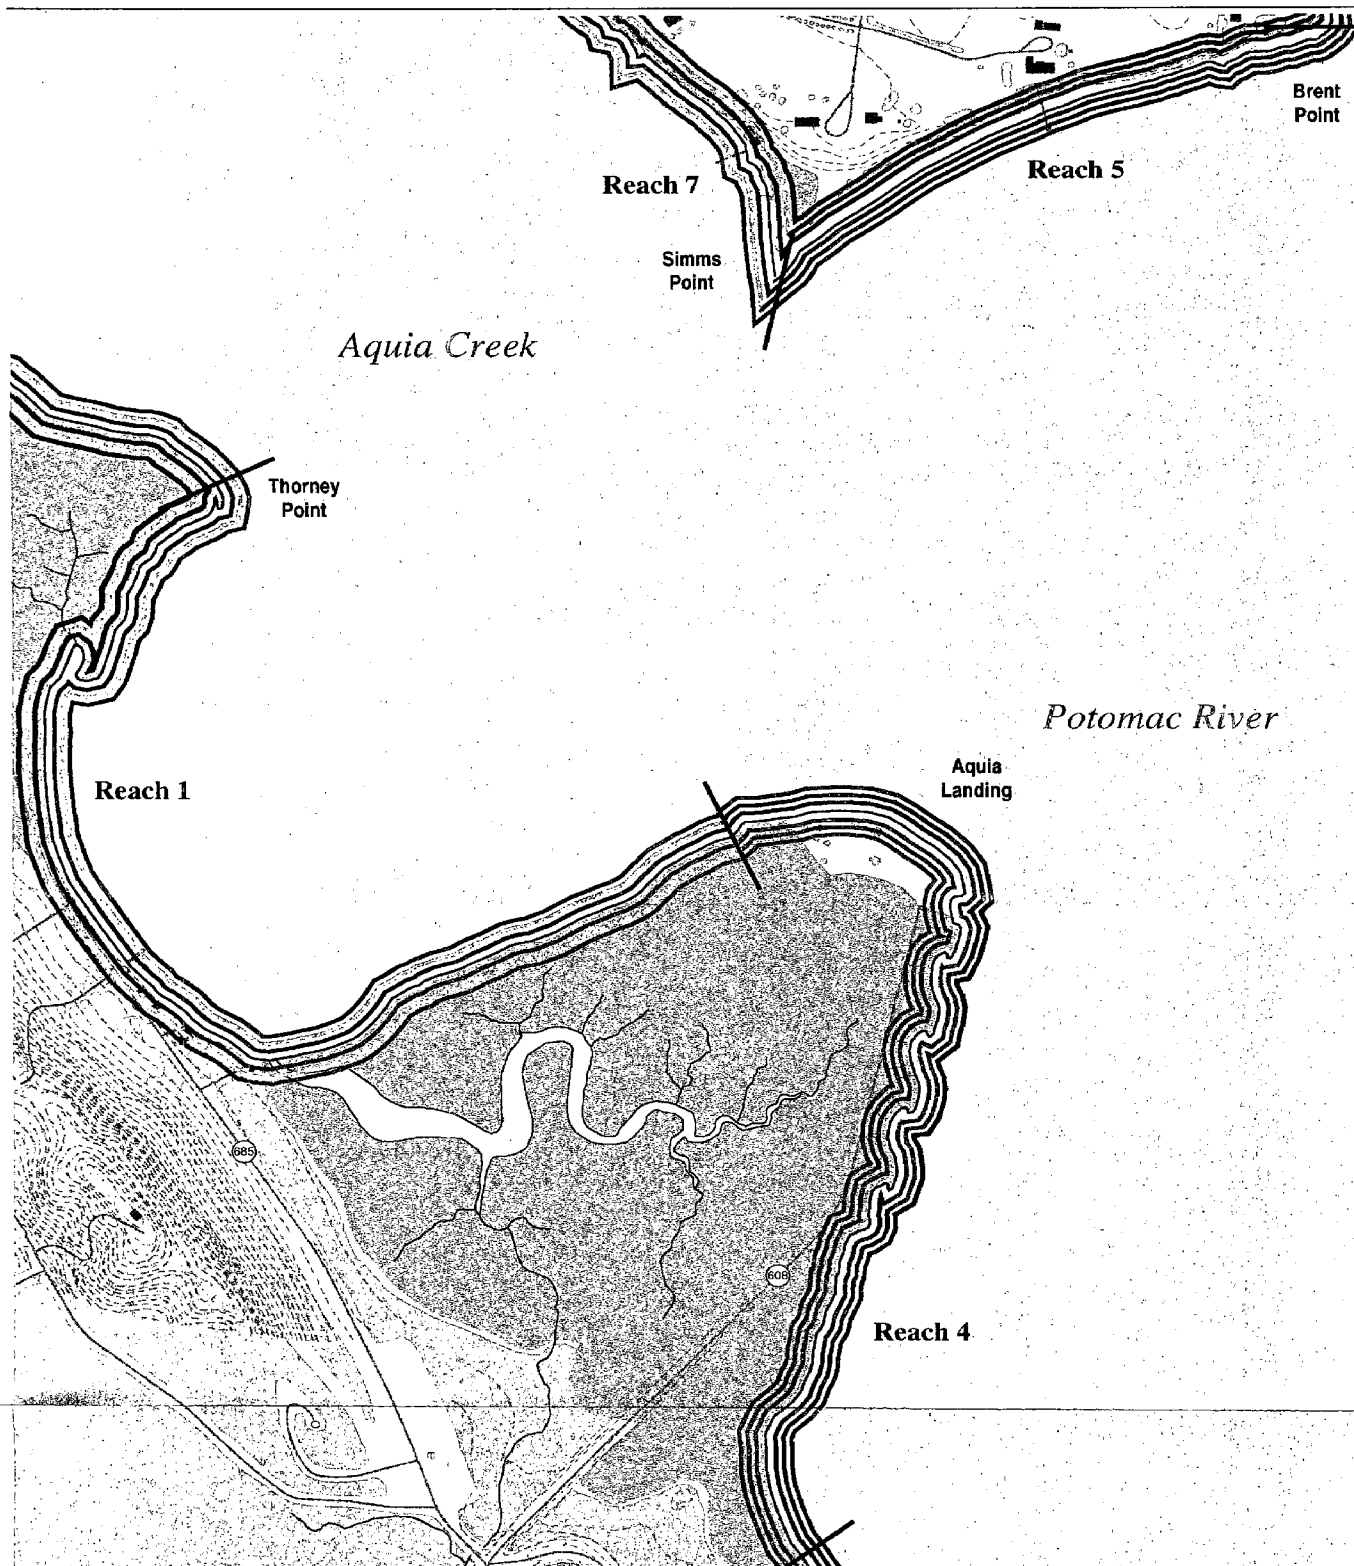 Brent
Point
Reach 5
Reach 7
Simms
Point
Aquia Creek
Thorney
Point
Potomac River
Aquia
Landing
Reach 1
685
608
Reach 4